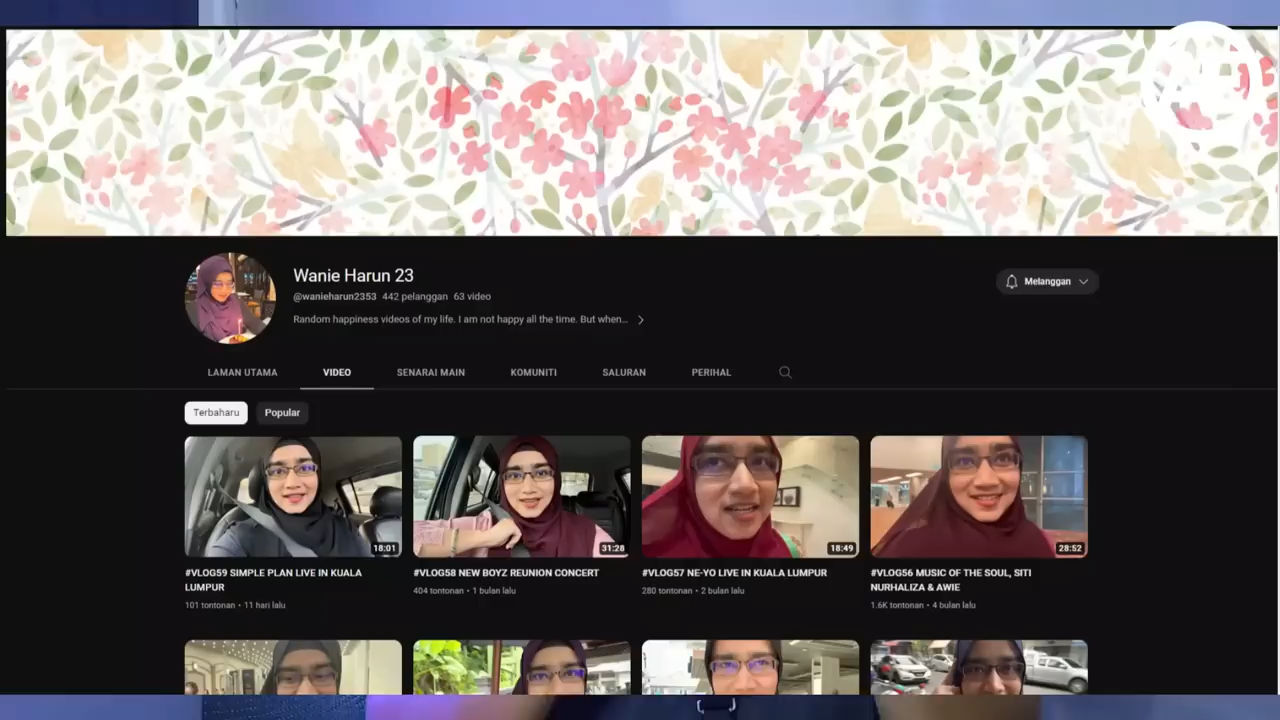 Wanie Harun 23
@wanieharun2353 442 pelanggan 63 video
Melanggan
Random happiness videos of my life. I am not happy all the time. But when...
LAMAN UTAMA VIDEO SENARAI MAIN KOMUNITI SALURAN PERIHAL
Terbaharu Popular
18:01 31:28 18:49 28:52
#VLOG59 SIMPLE PLAN LIVE IN KUALA
LUMPUR
101 tontonan • 11 hari lalu
#VLOG58 NEW BOYZ REUNION CONCERT
404 tontonan • 1 bulan lalu
#VLOG57 NE-YO LIVE IN KUALA LUMPUR
280 tontonan • 2 bulan lalu
#VLOG56 MUSIC OF THE SOUL, SITI
NURHALIZA & AWIE
1.6K tontonan • 4 bulan lalu